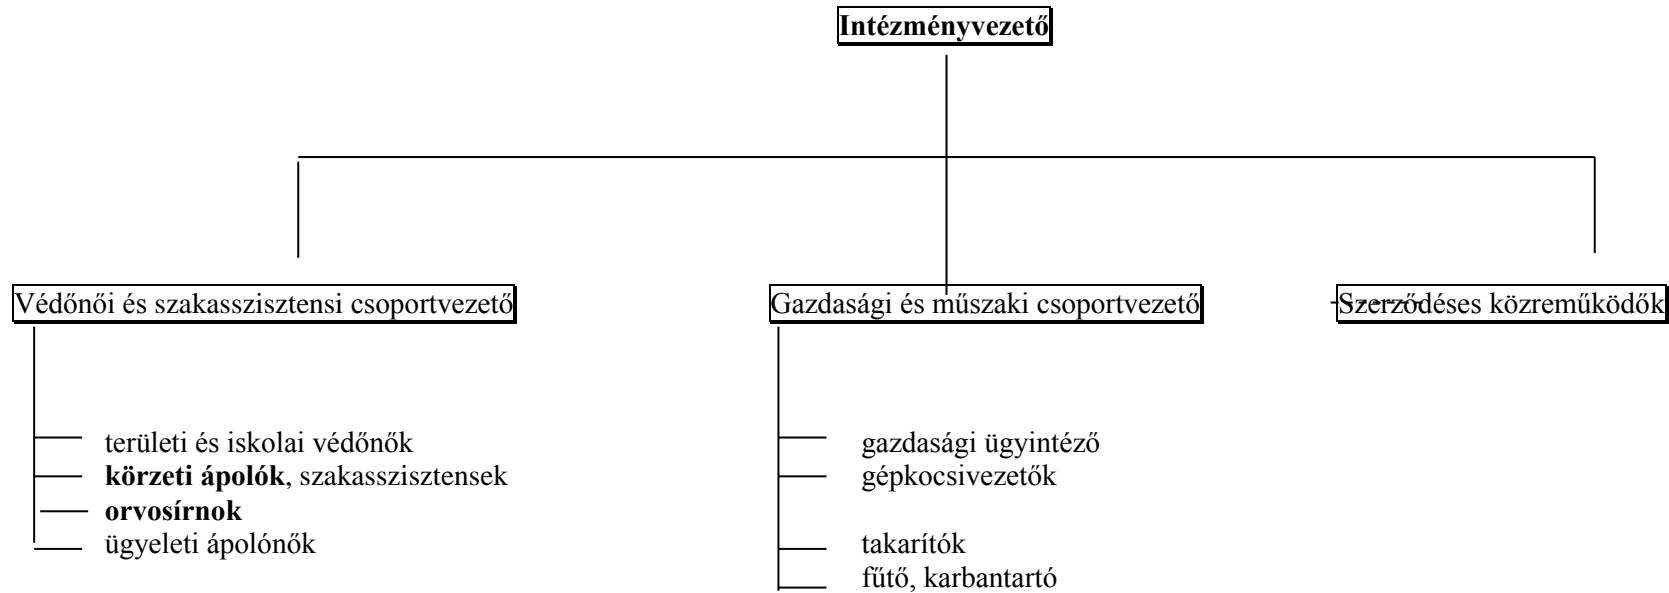 Intézményvezető
Védőnői és szakasszisztensi csoportvezető
Gazdasági és műszaki csoportvezető
Szerződéses közreműködők
területi és iskolai védőnők
körzeti ápolók, szakasszisztensek
orvosírnok
ügyeleti ápolónők
gazdasági ügyintéző
gépkocsivezetők
takarítók
fűtő, karbantartó